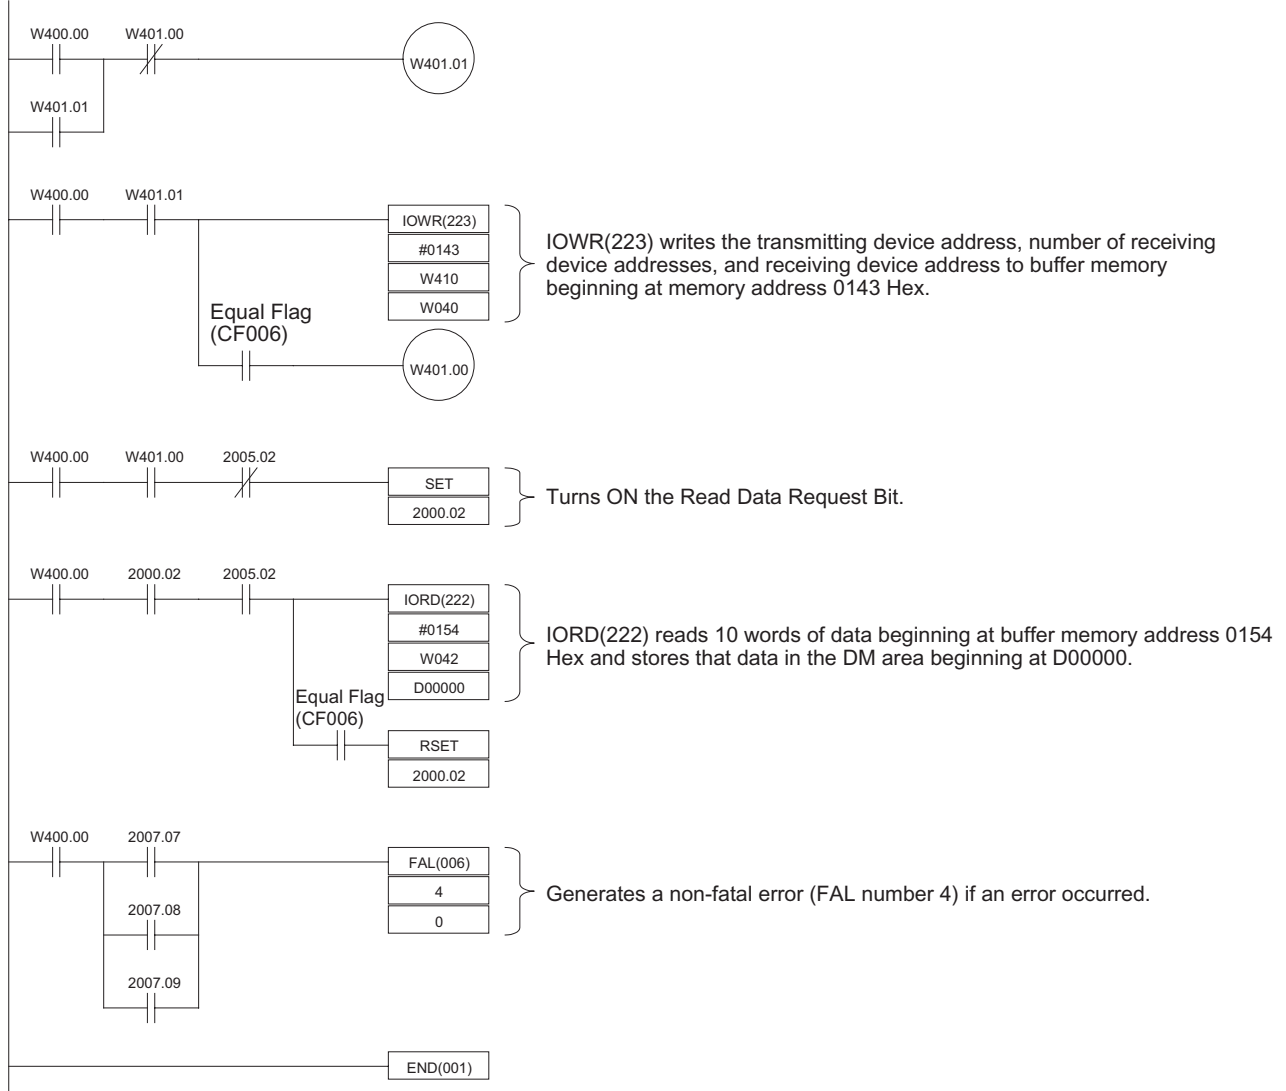 W400.00 W401.00
W401.01
W401.01
W400.00 W401.01
IOWR(223)
#0143
W410
W040
IOWR(223) writes the transmitting device address, number of receiving
device addresses, and receiving device address to buffer memory
beginning at memory address 0143 Hex.
Equal Flag
(CF006)
W401.00
W400.00 W401.00 2005.02
SET
2000.02
Turns ON the Read Data Request Bit.
W400.00 2000.02 2005.02
IORD(222)
#0154
W042
D00000
IORD(222) reads 10 words of data beginning at buffer memory address 0154
Hex and stores that data in the DM area beginning at D00000.
Equal Flag
(CF006)
RSET
2000.02
W400.00 2007.07
FAL(006)
4
0
Generates a non-fatal error (FAL number 4) if an error occurred.
2007.08
2007.09
END(001)